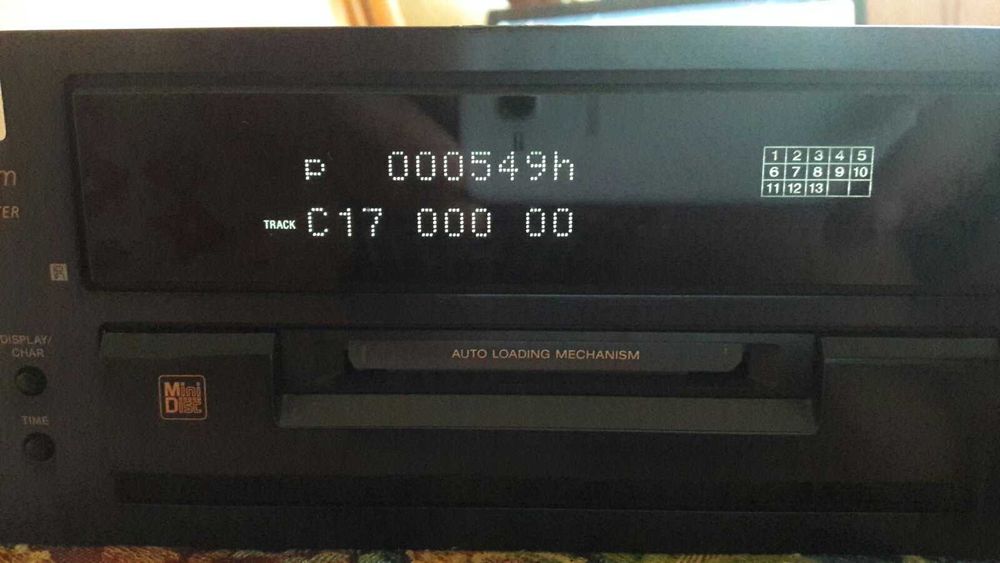 p 000549h
TRACK C17 000 00
1 2 3 4 5
6 7 8 9 10
11 12 13
m
TER
DISPLAY/
CHAR
TIME
AUTO LOADING MECHANISM
Mini
Disc